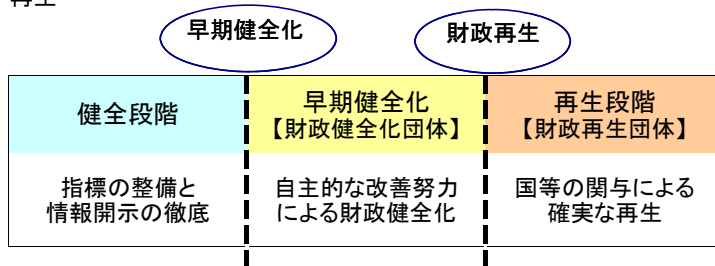 再生
早期健全化
財政再生
健全段階
早期健全化
【財政健全化団体】
再生段階
【財政再生団体】
指標の整備と
情報開示の徹底
自主的な改善努力
による財政健全化
国等の関与による
確実な再生